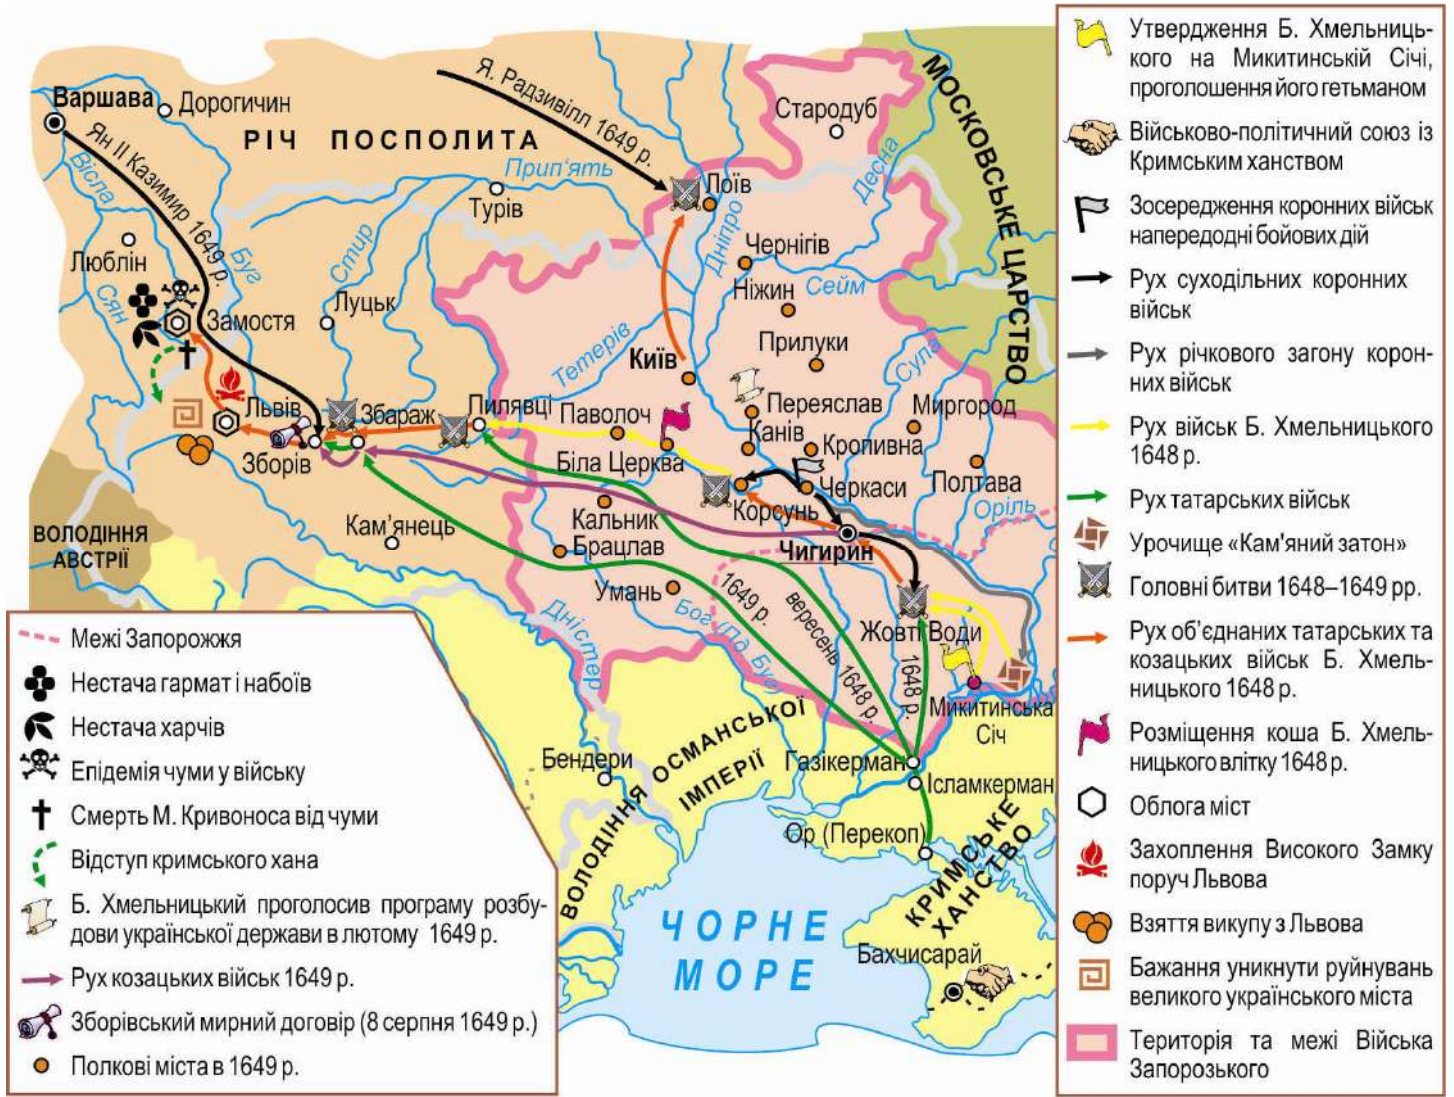 Варшава
Дорогичин
РІЧ ПОСПОЛИТА
Я. Радзивілл 1649 р.
Ян ІІ Казимир 1649 р.
Вісла
Прип'ять
Турів
Стародуб
МОСКОВСЬКЕ ЦАРСТВО
Десна
Лоїв
Дніпро
Чернігів
Ніжин
Сейм
Люблін
Буг
Стир
Сян
Луцьк
Замостя
Тетерів
Київ
Прилуки
Сула
Львів
Збараж
Пилявці
Паволоч
Переяслав
Миргород
Канів
Кропивна
Зборів
Біла Церква
Черкаси
Полтава
Корсунь
Оріль
Кам'янець
Кальник
Чигирин
Брацлав
ВОЛОДІННЯ
АВСТРІЇ
Умань
1649 р.
вересень 1648 р.
1648 р.
Жовті Води
Дністер
Бог (Пд. Буг)
Микитинська
Січ
Бендери
ВОЛОДІННЯ ОСМАНСЬКОЇ
ІМПЕРІЇ
Газікерман
Ісламкерман
Ор (Перекоп)
КРИМСЬКЕ
ХАНСТВО
ЧОРНЕ
МОРЕ
Бахчисарай
Межі Запорожжя
Нестача гармат і набоїв
Нестача харчів
Епідемія чуми у війську
Смерть М. Кривоноса від чуми
Відступ кримського хана
Б. Хмельницький проголосив програму розбу-
дови української держави в лютому 1649 р.
Рух козацьких військ 1649 р.
Зборівський мирний договір (8 серпня 1649 р.)
Полкові міста в 1649 р.
Утвердження Б. Хмельниць-
кого на Микитинській Січі,
проголошення його гетьманом
Військово-політичний союз із
Кримським ханством
Зосередження коронних військ
напередодні бойових дій
Рух суходільних коронних
військ
Рух річкового загону корон-
них військ
Рух військ Б. Хмельницького
1648 р.
Рух татарських військ
Урочище «Кам'яний затон»
Головні битви 1648–1649 рр.
Рух об'єднаних татарських та
козацьких військ Б. Хмель-
ницького 1648 р.
Розміщення коша Б. Хмель-
ницького влітку 1648 р.
Облога міст
Захоплення Високого Замку
поруч Львова
Взяття викупу з Львова
Бажання уникнути руйнувань
великого українського міста
Територія та межі Війська
Запорозького